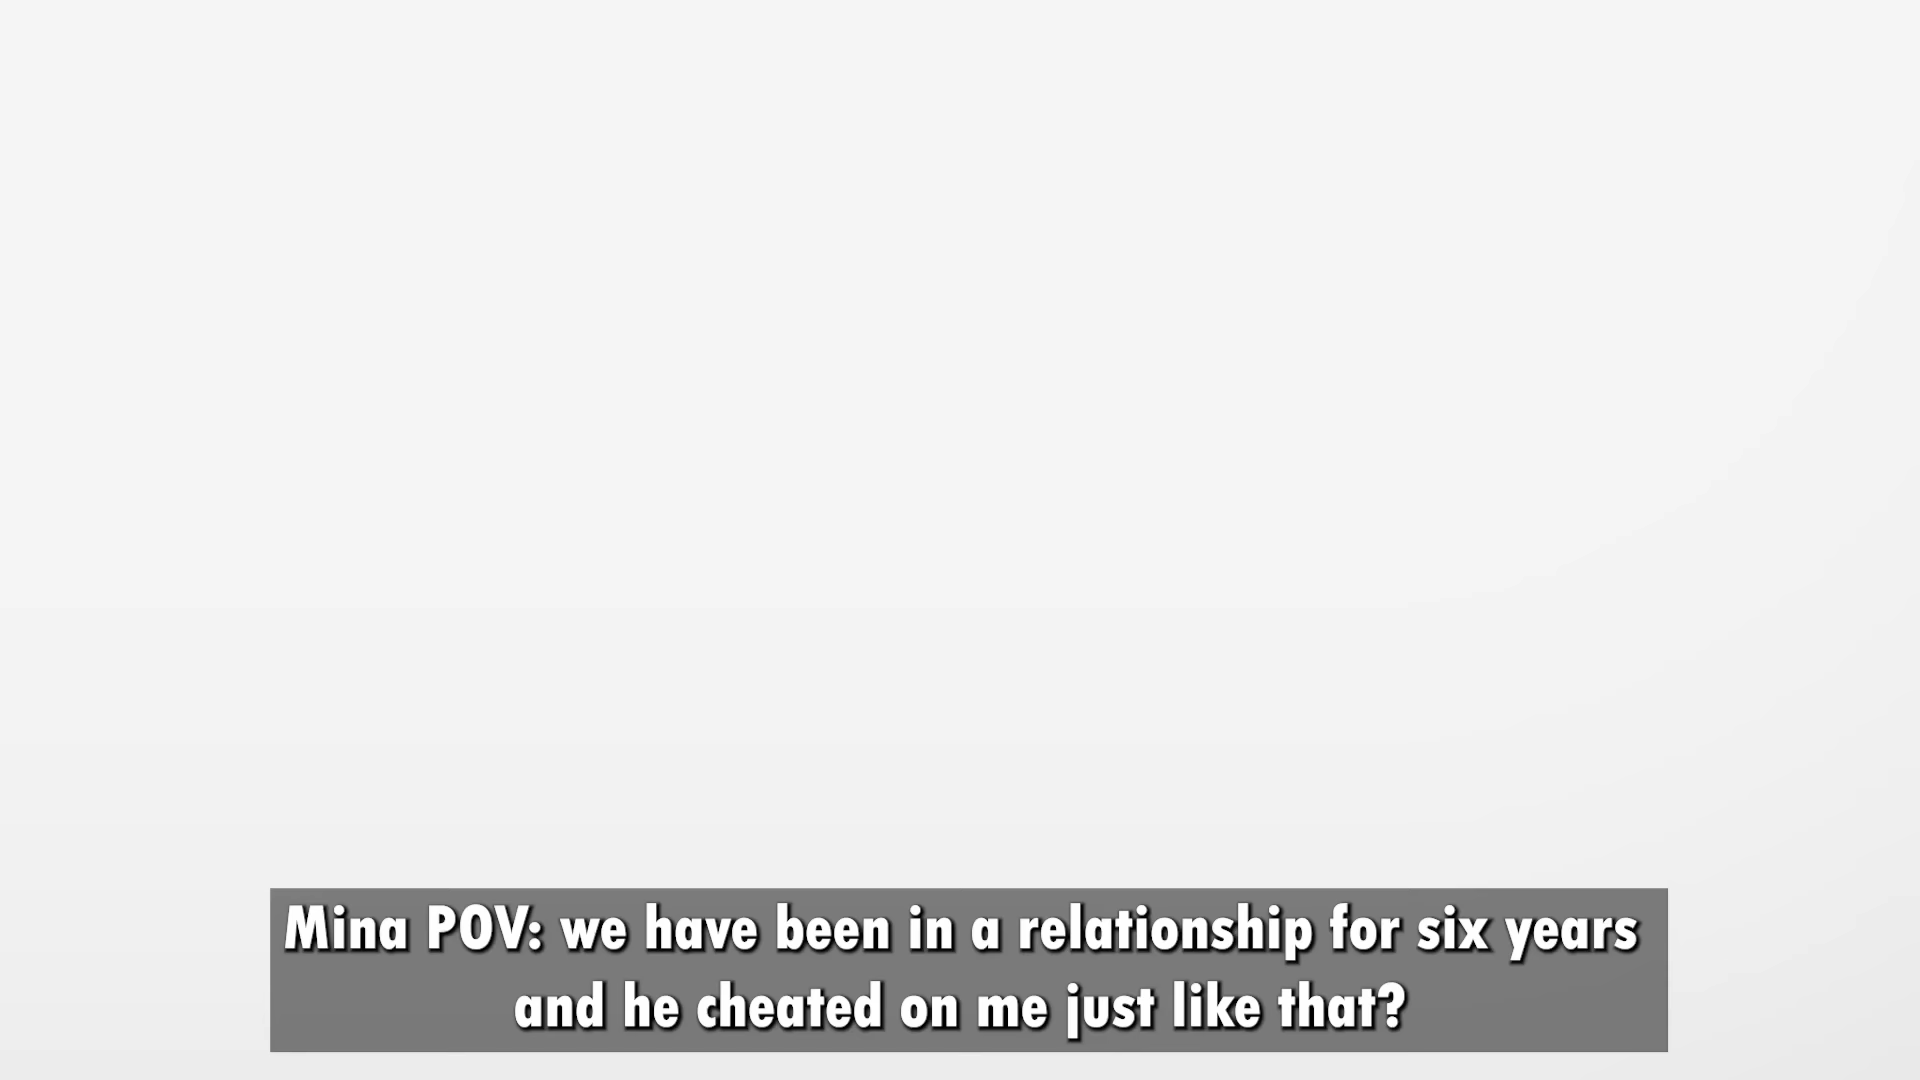 Mina POV: we have been in a relationship for six years
and he cheated on me just like that?